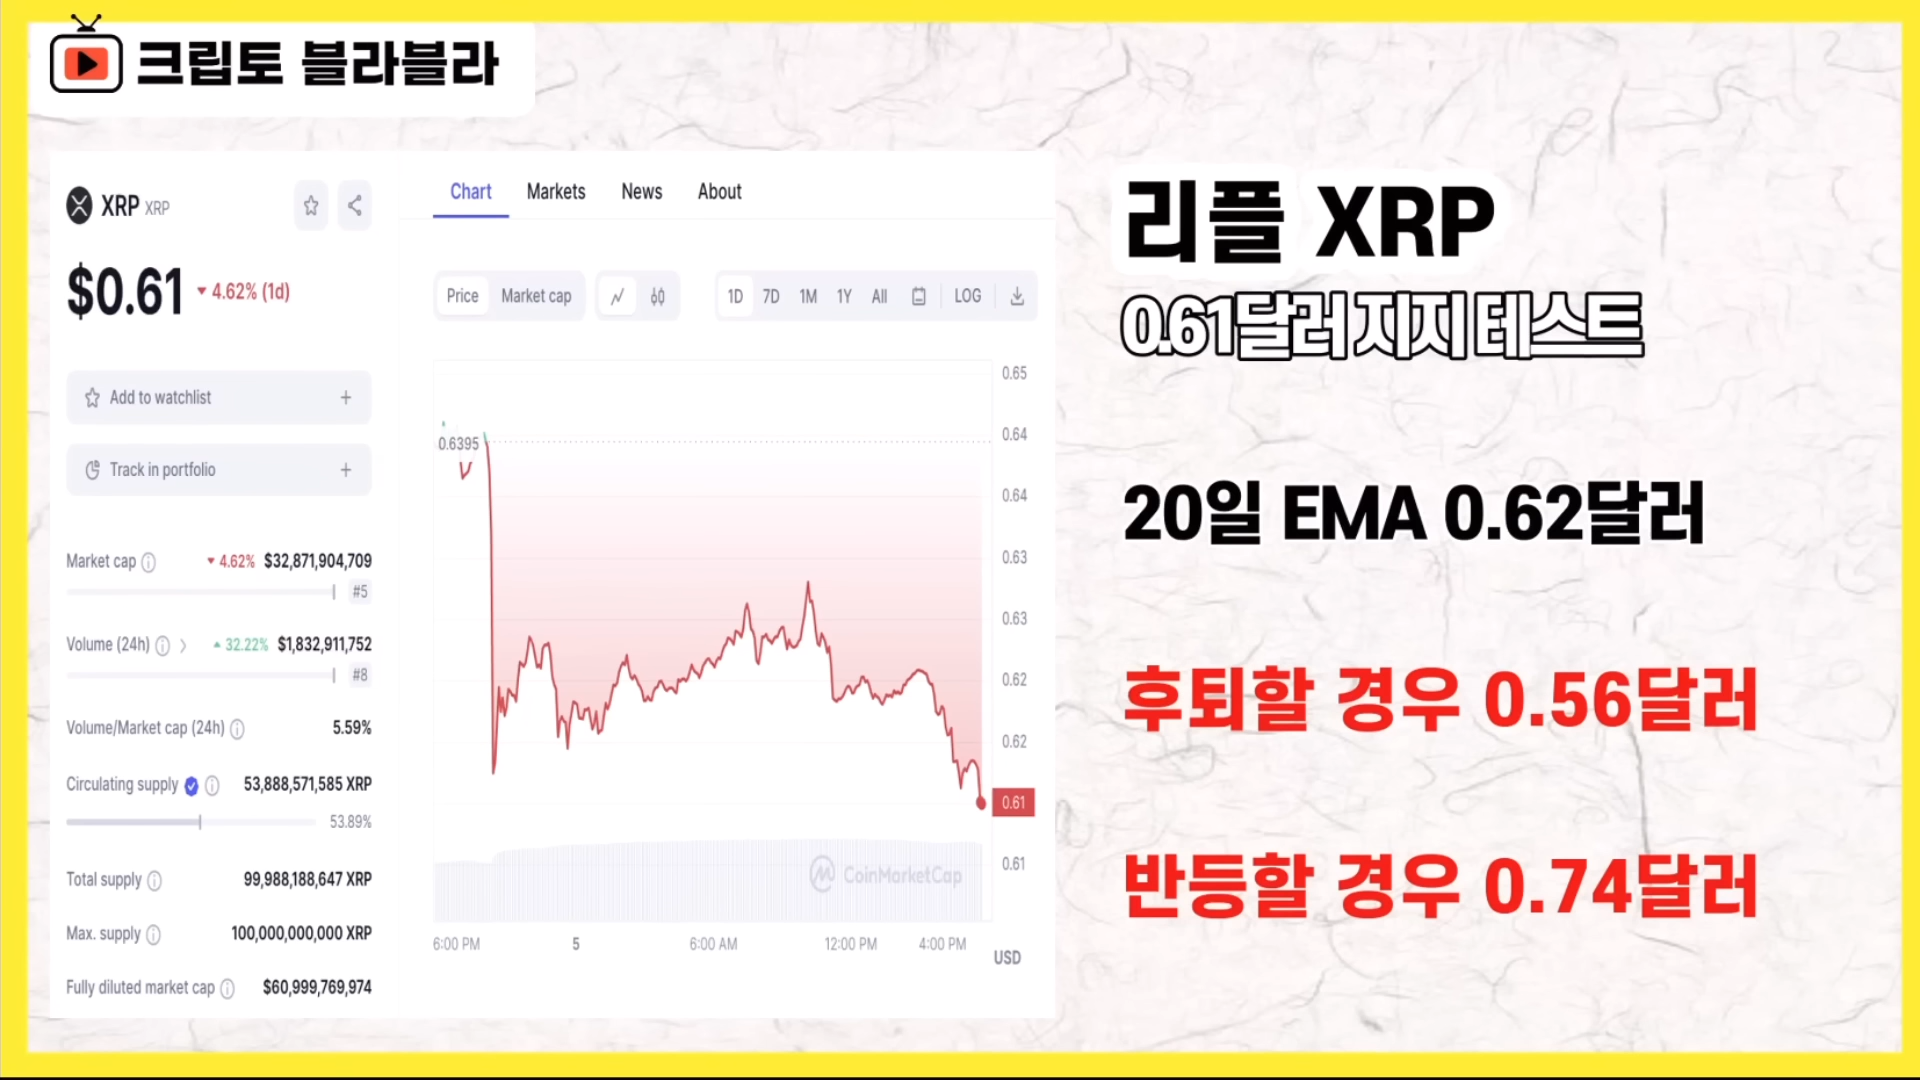 크립토 블라블라
XRP XRP
$0.61 4.62% (1d)
Add to watchlist +
Track in portfolio +
Market cap 4.62% $32,871,904,709
#5
Volume (24h) 32.22% $1,832,911,752
#8
Volume/Market cap (24h) 5.59%
Circulating supply 53,888,571,585 XRP
53.89%
Total supply 99,988,188,647 XRP
Max. supply 100,000,000,000 XRP
Fully diluted market cap $60,999,769,974
Chart Markets News About
Price Market cap 1D 7D 1M 1Y All LOG
0.65
0.64
0.6395
0.64
0.63
0.63
0.62
0.62
0.61
0.61
CoinMarketCap
6:00 PM 5 6:00 AM 12:00 PM 4:00 PM
USD
리플 XRP
0.61달러 지지 테스트
20일 EMA 0.62달러
후퇴할 경우 0.56달러
반등할 경우 0.74달러